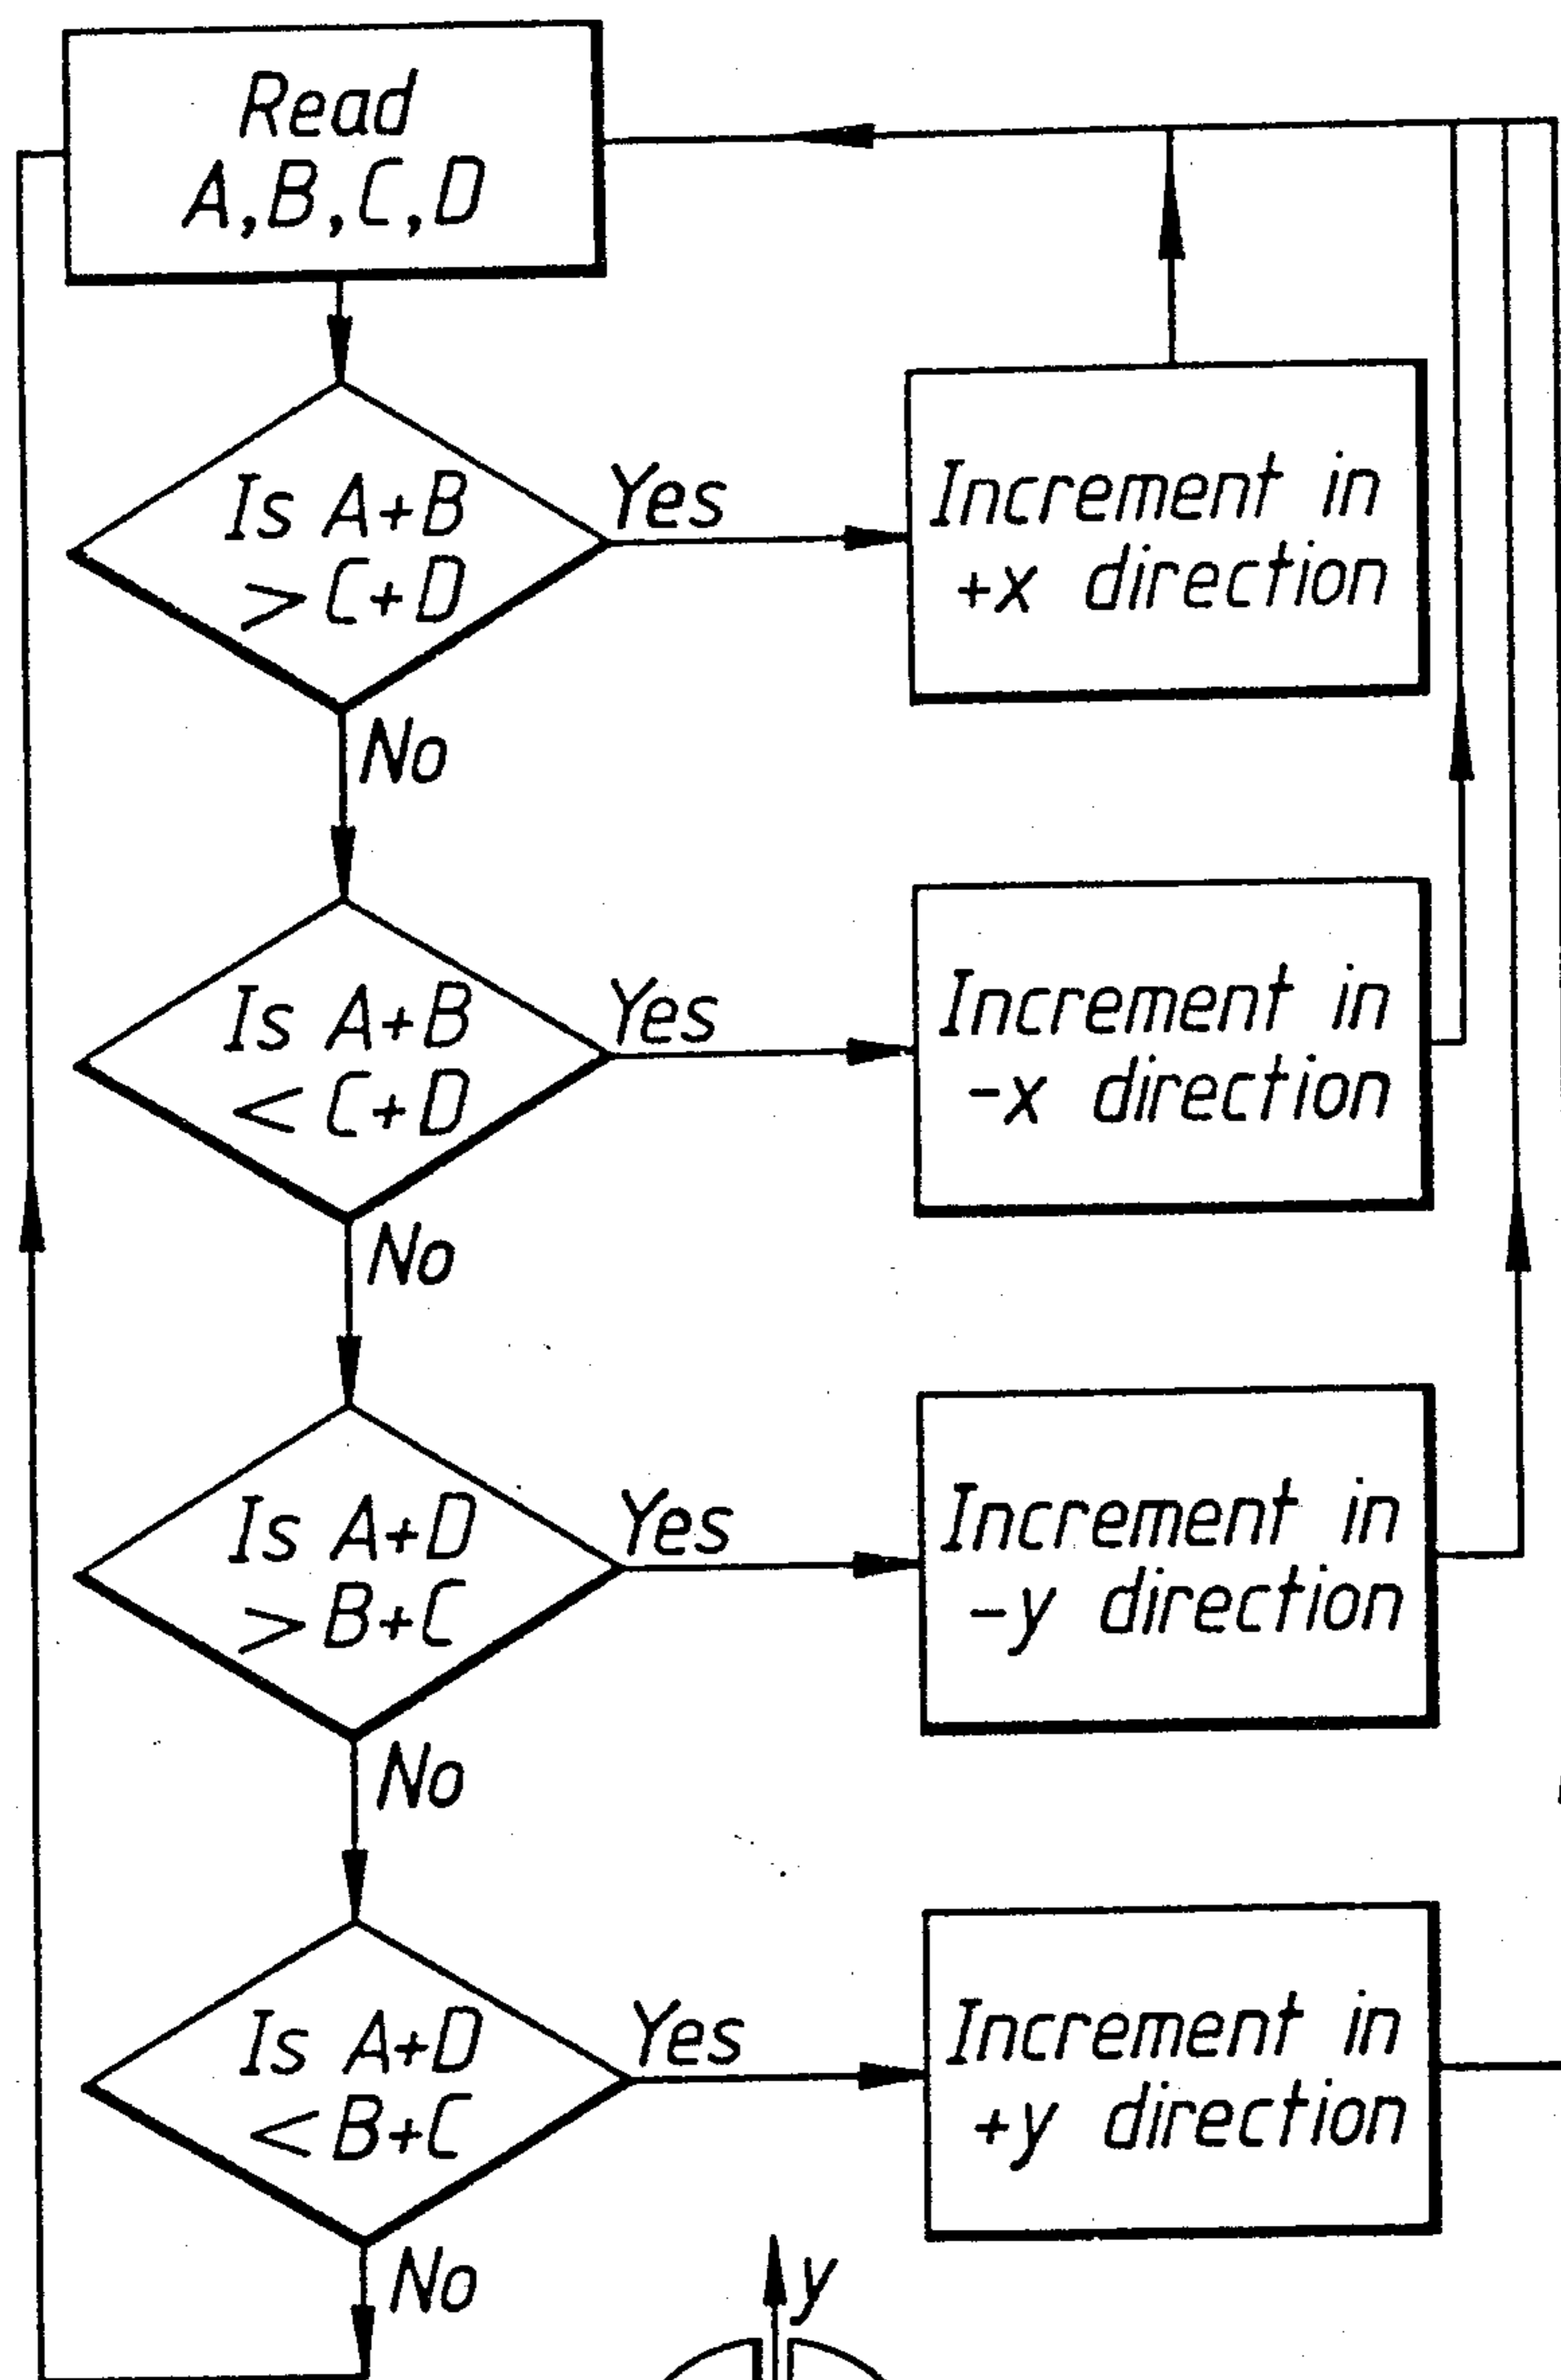 Read
A,B,C,D
Is A+B
>C+D
Yes
Increment in
+x direction
No
Is A+B
< C+D
Yes
Increment in
-x direction
No
Is A+D
>B+C
Yes
Increment in
-y direction
No
Is A+D
<B+C
Yes
Increment in
+y direction
No
y